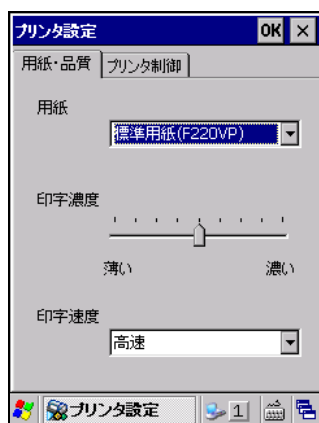 プリンタ設定 OK ×
用紙・品質 プリンタ制御
用紙
標準用紙(F220VP)
印字濃度
薄い 濃い
印字速度
高速
プリンタ設定 1